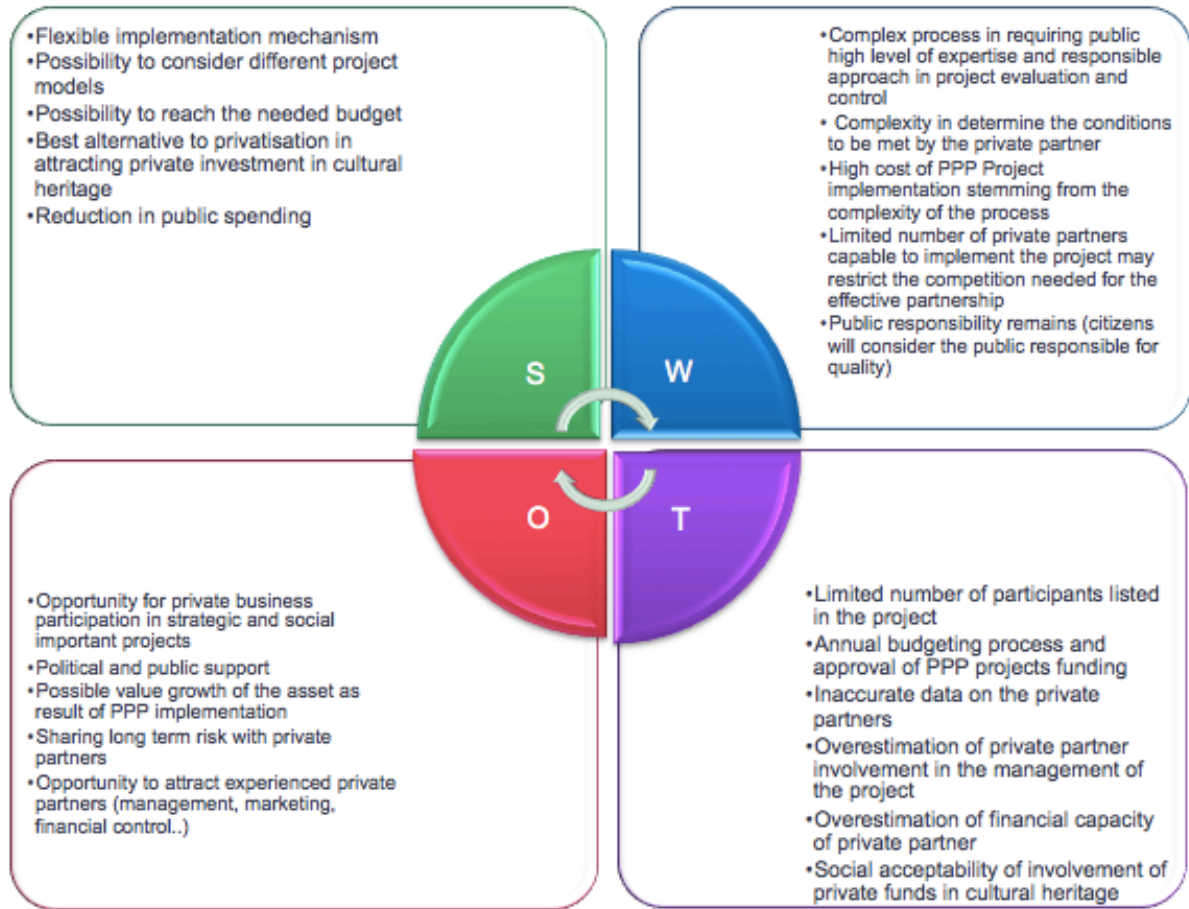 •Flexible implementation mechanism
•Possibility to consider different project
models
•Possibility to reach the needed budget
•Best alternative to privatisation in
attracting private investment in cultural
heritage
•Reduction in public spending
•Complex process in requiring public
high level of expertise and responsible
approach in project evaluation and
control
• Complexity in determine the conditions
to be met by the private partner
•High cost of PPP Project
implementation stemming from the
complexity of the process
•Limited number of private partners
capable to implement the project may
restrict the competition needed for the
effective partnership
•Public responsibility remains (citizens
will consider the public responsible for
quality)
S
W
O
T
•Opportunity for private business
participation in strategic and social
important projects
•Political and public support
•Possible value growth of the asset as
result of PPP implementation
•Sharing long term risk with private
partners
•Opportunity to attract experienced private
partners (management, marketing,
financial control..)
•Limited number of participants listed
in the project
•Annual budgeting process and
approval of PPP projects funding
•Inaccurate data on the private
partners
•Overestimation of private partner
involvement in the management of
the project
•Overestimation of financial capacity
of private partner
•Social acceptability of involvement of
private funds in cultural heritage